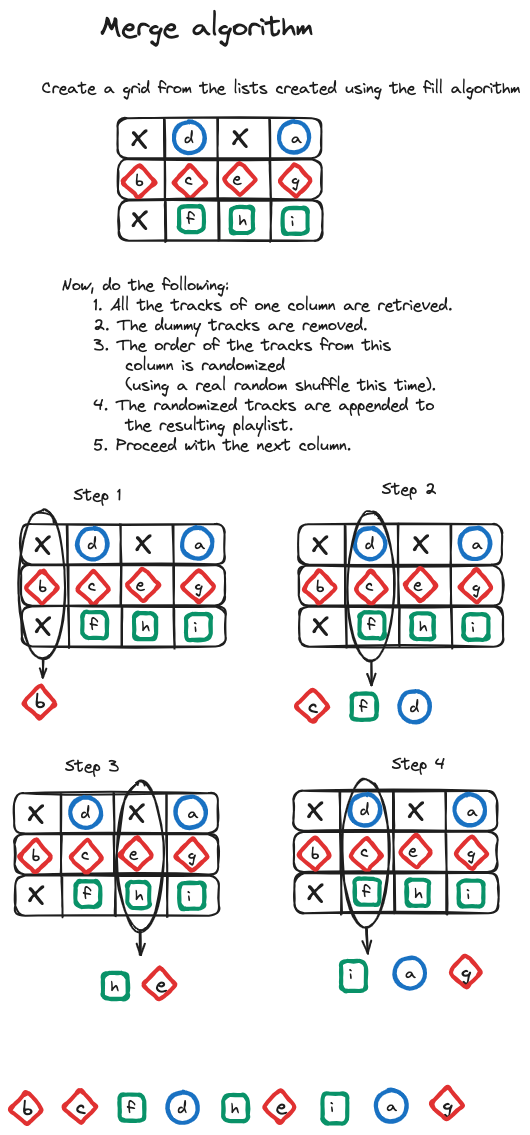 Merge algorithm
Create a grid from the lists created using the fill algorithm
X d X a
b c e g
X f h i
Now, do the following:
1. All the tracks of one column are retrieved.
2. The dummy tracks are removed.
3. The order of the tracks from this
column is randomized
(using a real random shuffle this time).
4. The randomized tracks are appended to
the resulting playlist.
5. Proceed with the next column.
Step 1
X d X a
b c e g
X f h i
b
Step 2
X d X a
b c e g
X f h i
c f d
Step 3
X d X a
b c e g
X f h i
h e
Step 4
X d X a
b c e g
X f h i
i a g
b c f d h e i a g